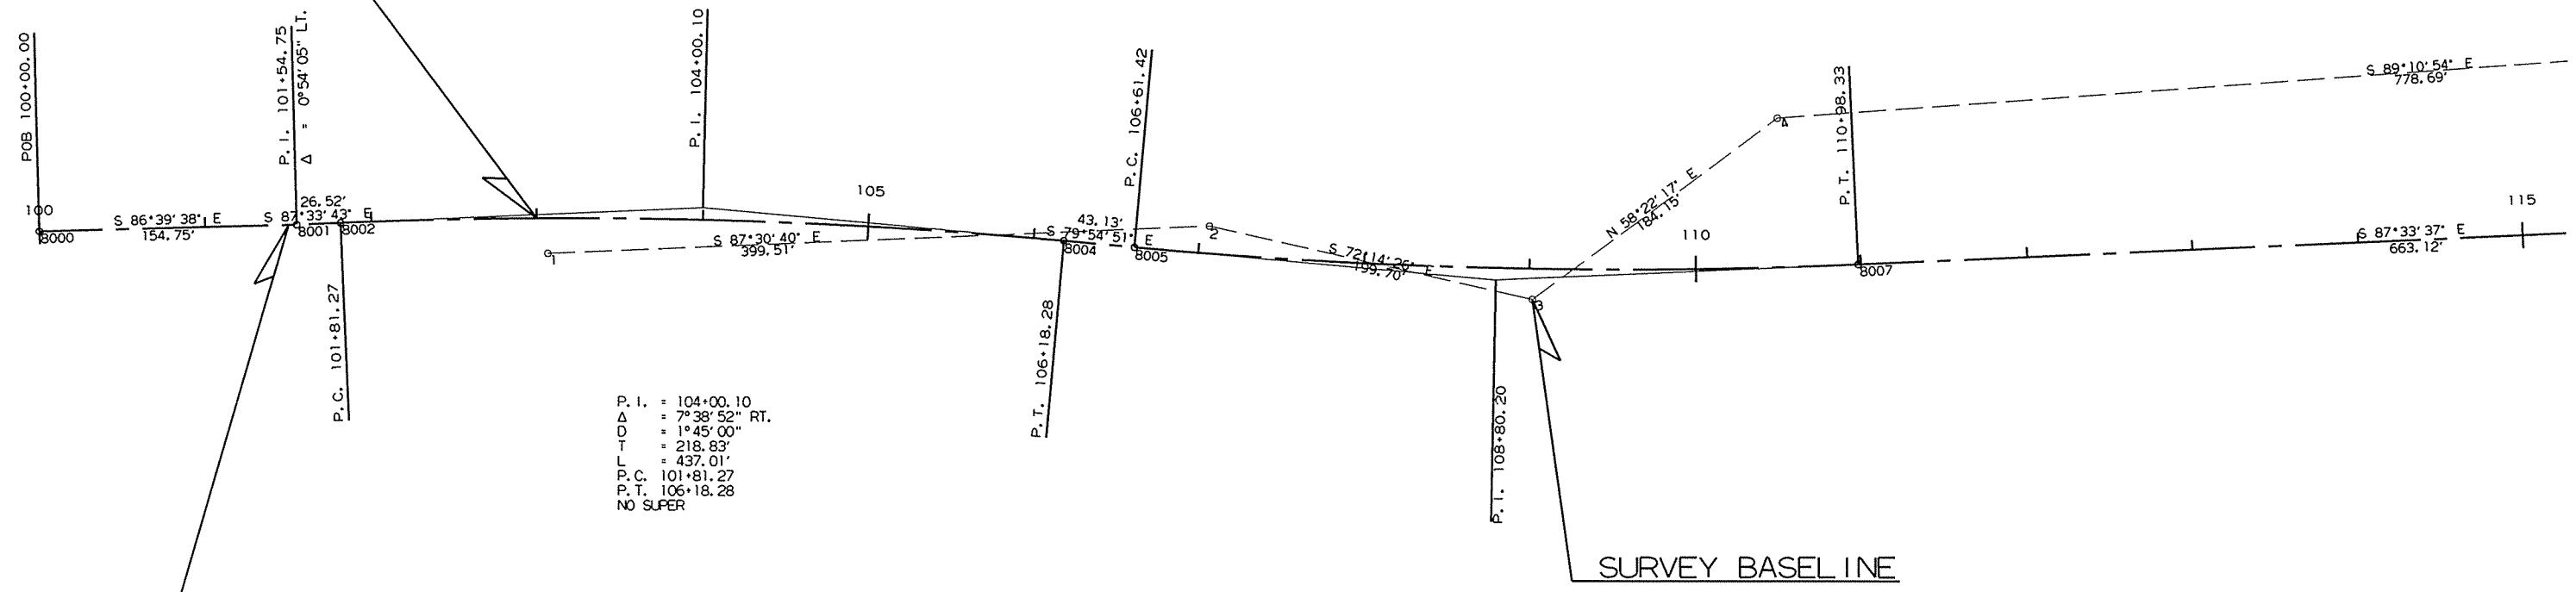 POB 100+00.00
P.I. 101+54.75
Δ = 0°54'05" LT.
P.I. 104+00.10
P.C. 106+61.42
P.T. 110+98.33
S 89°10'54" E
778.69'
100
8000
S 86°39'38" E
154.75'
26.52'
S 87°33'43" E
8001
8002
105
1
S 87°30'40" E
399.51'
43.13'
S 79°54'51" E
8004
8005
2
S 72°14'26" E
199.70'
3
N 58°22'17" E
184.15'
4
110
8007
S 87°33'37" E
663.12'
115
P.C. 101+81.27
P.T. 106+18.28
P.I. 108+80.20
P.I. = 104+00.10
Δ = 7°38'52" RT.
D = 1°45'00"
T = 218.83'
L = 437.01'
P.C. 101+81.27
P.T. 106+18.28
NO SUPER
SURVEY BASELINE